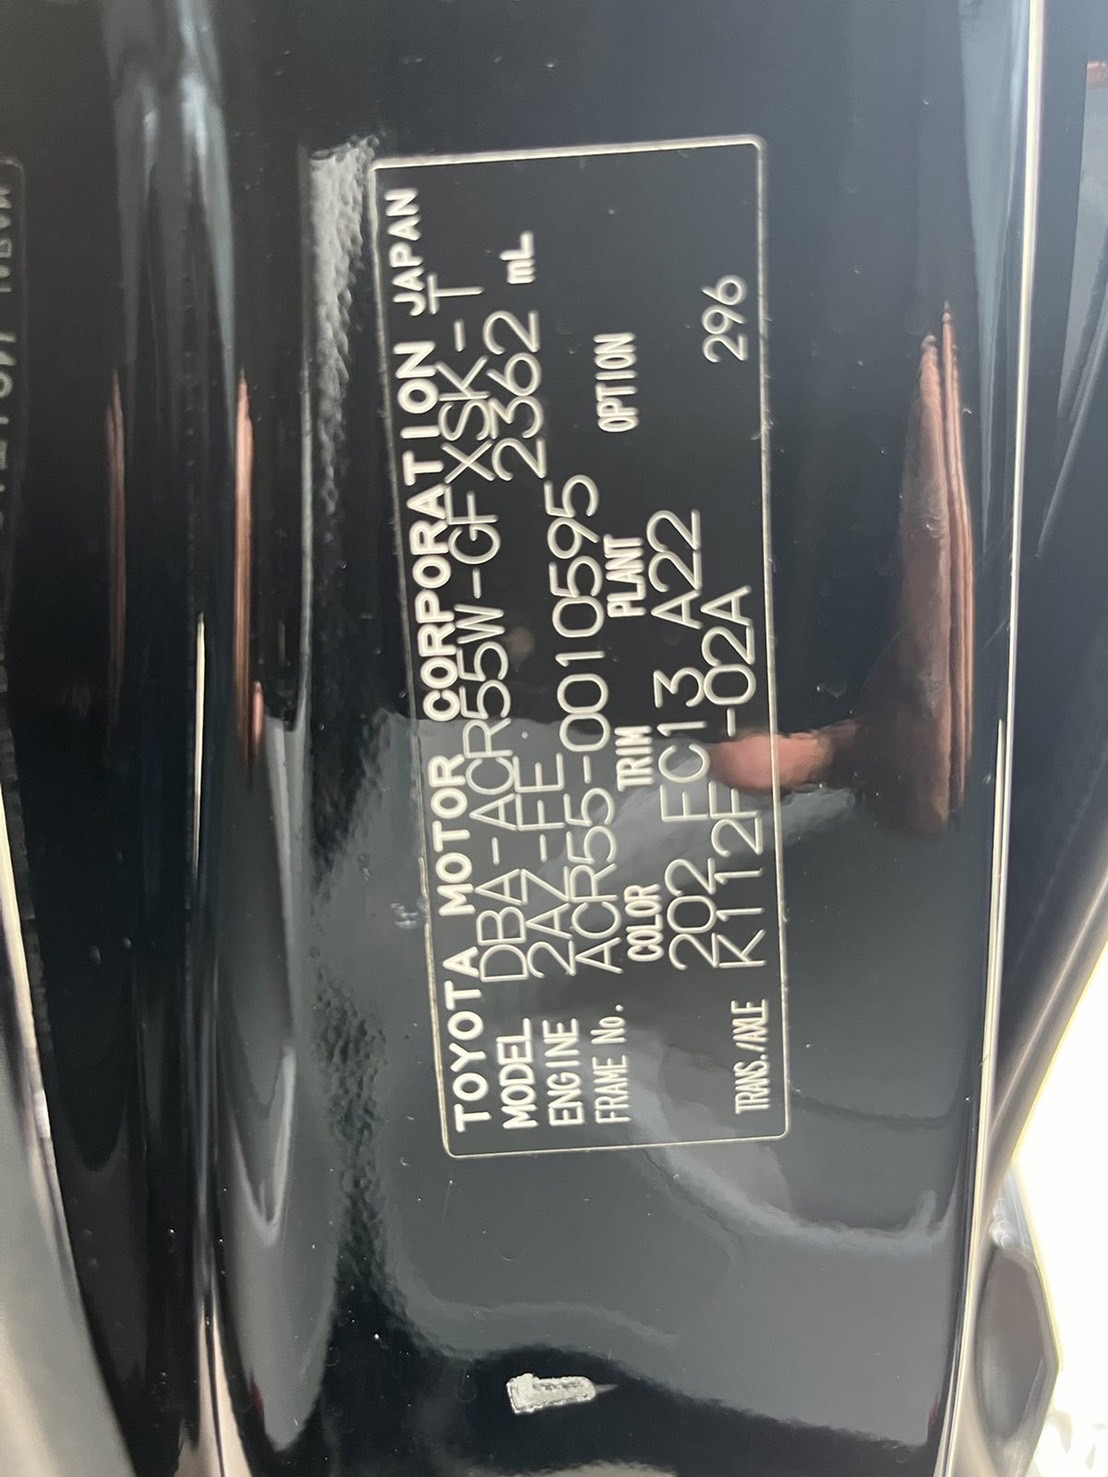 TOYOTA MOTOR CORPORATION JAPAN
MODEL DBA-ACR55W-GFXSK-T
ENGINE 2AZ-FE 2362 mL
FRAME No. ACR55-0010595
COLOR TRIM PLANT OPTION
202 FC13 A22
TRANS./AXLE K112F-02A 296